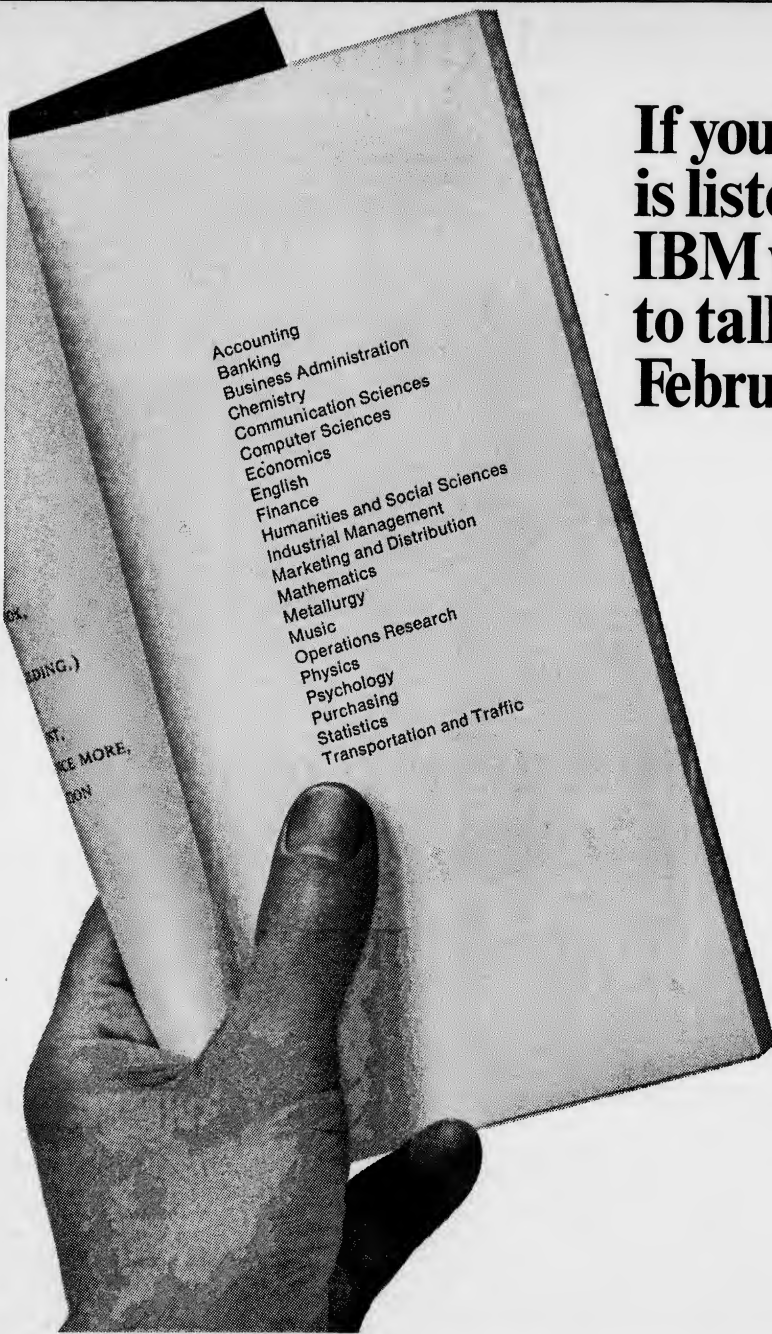 If you
is liste
IBM
to tal
Febru
Accounting
Banking
Business Administration
Chemistry
Communication Sciences
Computer Sciences
Economics
English
Finance
Humanities and Social Sciences
Industrial Management
Marketing and Distribution
Mathematics
Metallurgy
Music
Operations Research
Physics
Psychology
Purchasing
Statistics
Transportation and Traffic
DING.)
CE MORE,